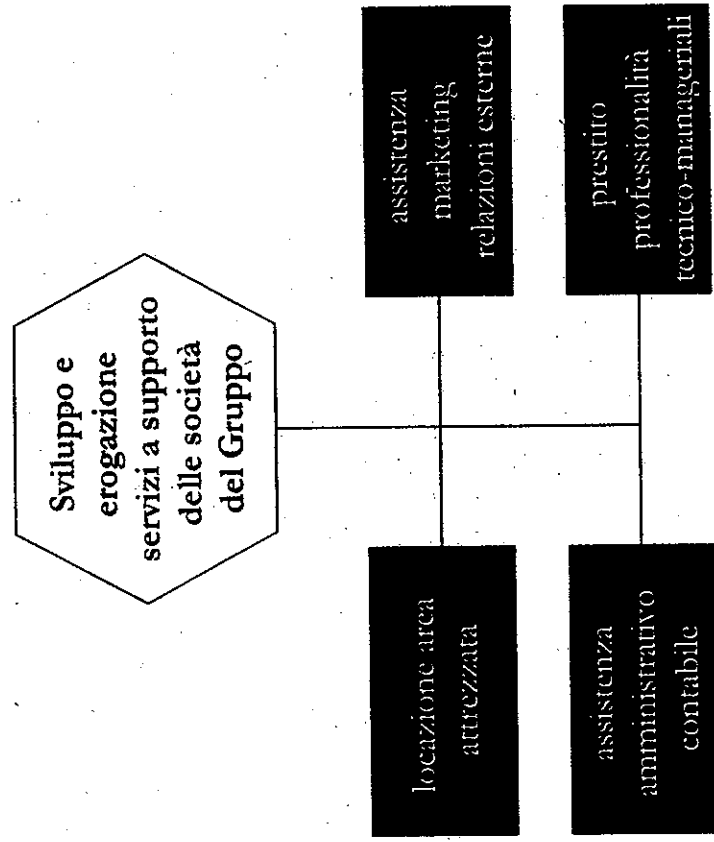 Sviluppo e
erogazione
servizi a supporto
delle società
del Gruppo
locazione area
attrezzata
assistenza
marketing
relazioni esterne
assistenza
amministrativo
contabile
prestito
professionalità
tecnico-manageriali